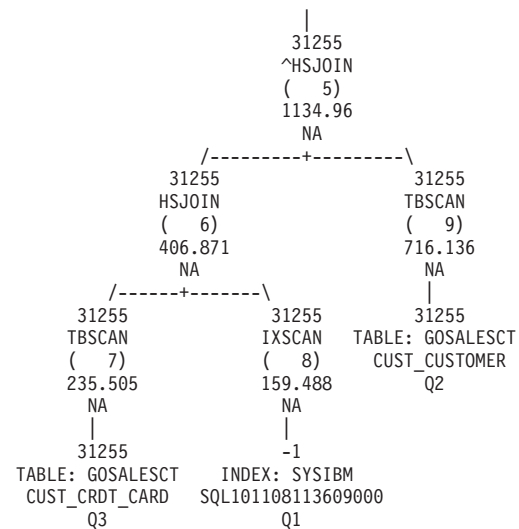 |
31255
^HSJOIN
(   5)
1134.96
NA
/---------+---------\
31255                31255
HSJOIN               TBSCAN
(   6)               (   9)
406.871              716.136
NA                   NA
/------+-------\                |
31255           31255         31255
TBSCAN          IXSCAN    TABLE: GOSALESCT
(   7)          (   8)      CUST_CUSTOMER
235.505         159.488          Q2
NA              NA
|               |
31255            -1
TABLE: GOSALESCT    INDEX: SYSIBM
CUST_CRDT_CARD   SQL101108113609000
Q3               Q1